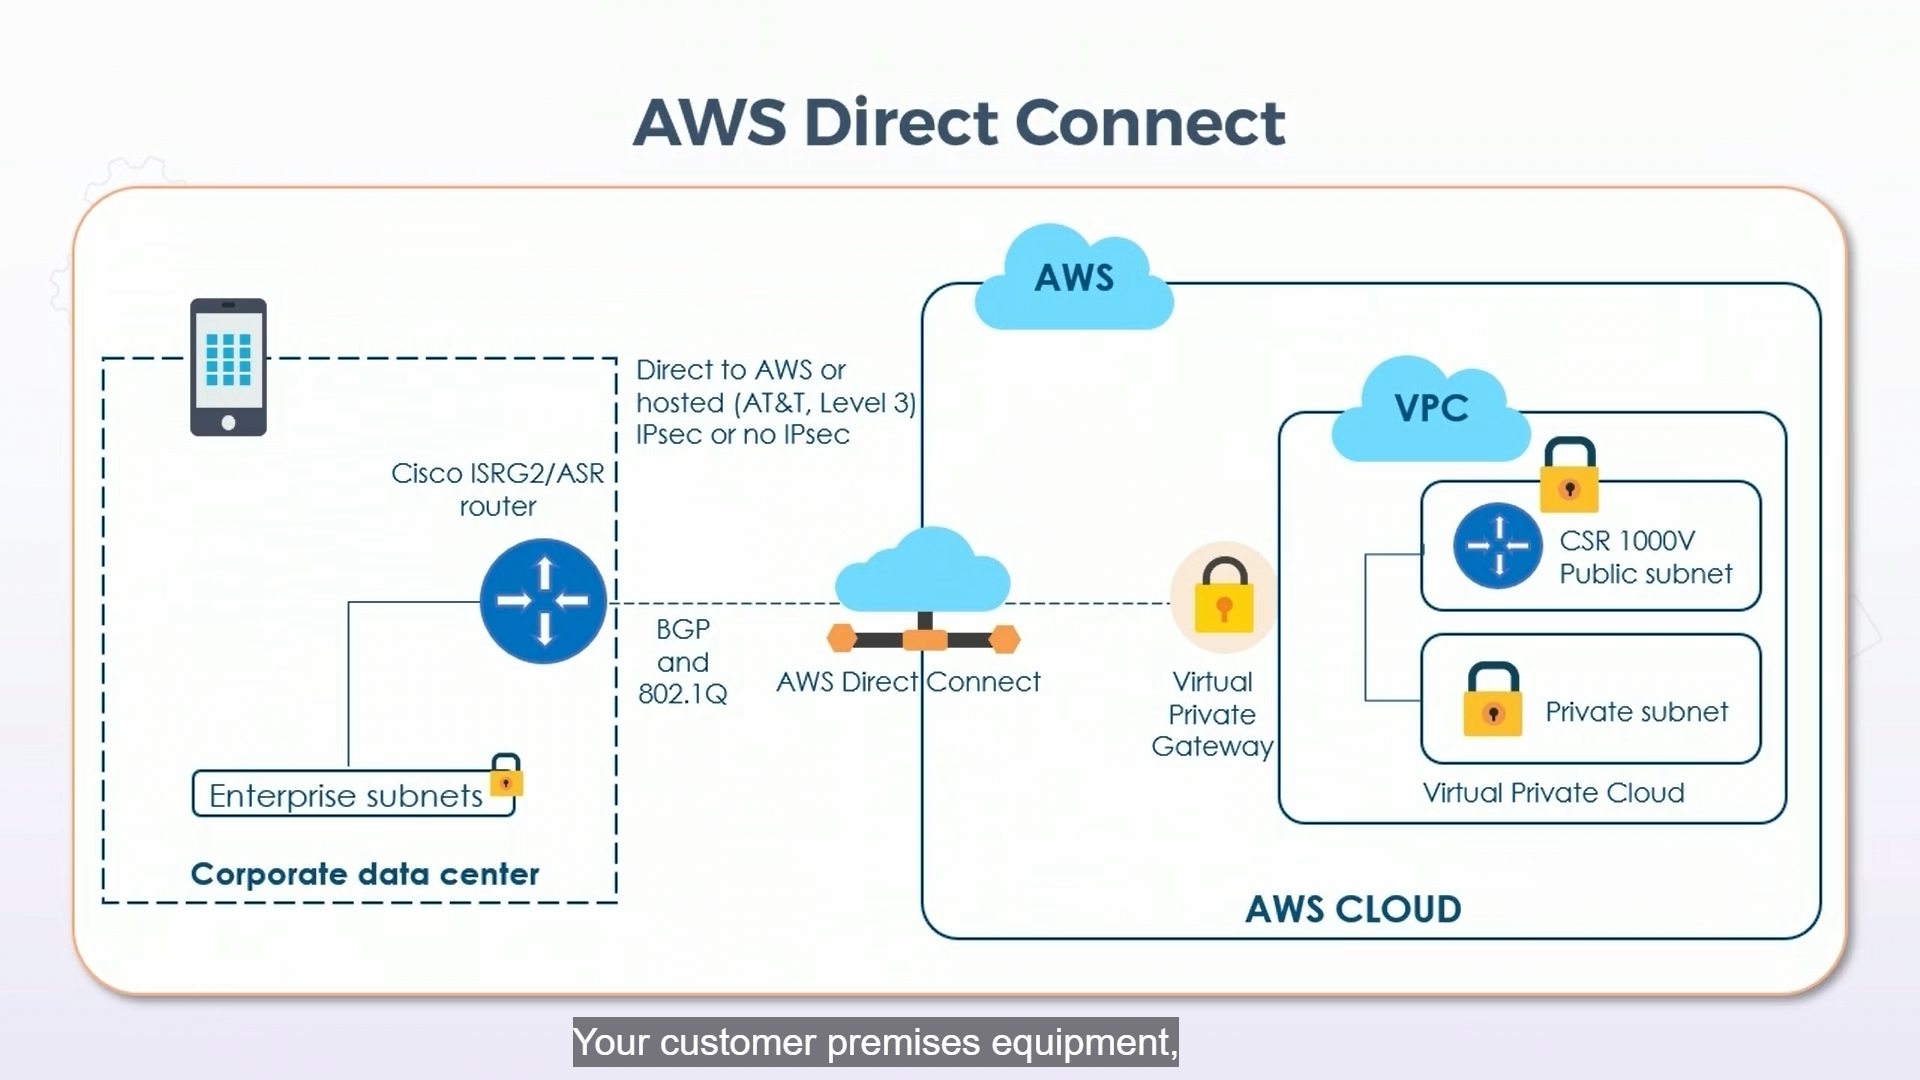 AWS Direct Connect
AWS
VPC
Direct to AWS or
hosted (AT&T, Level 3)
IPsec or no IPsec
Cisco ISRG2/ASR
router
CSR 1000V
Public subnet
BGP
and
802.1Q
AWS Direct Connect
Virtual
Private
Gateway
Private subnet
Virtual Private Cloud
Enterprise subnets
Corporate data center
AWS CLOUD
Your customer premises equipment,